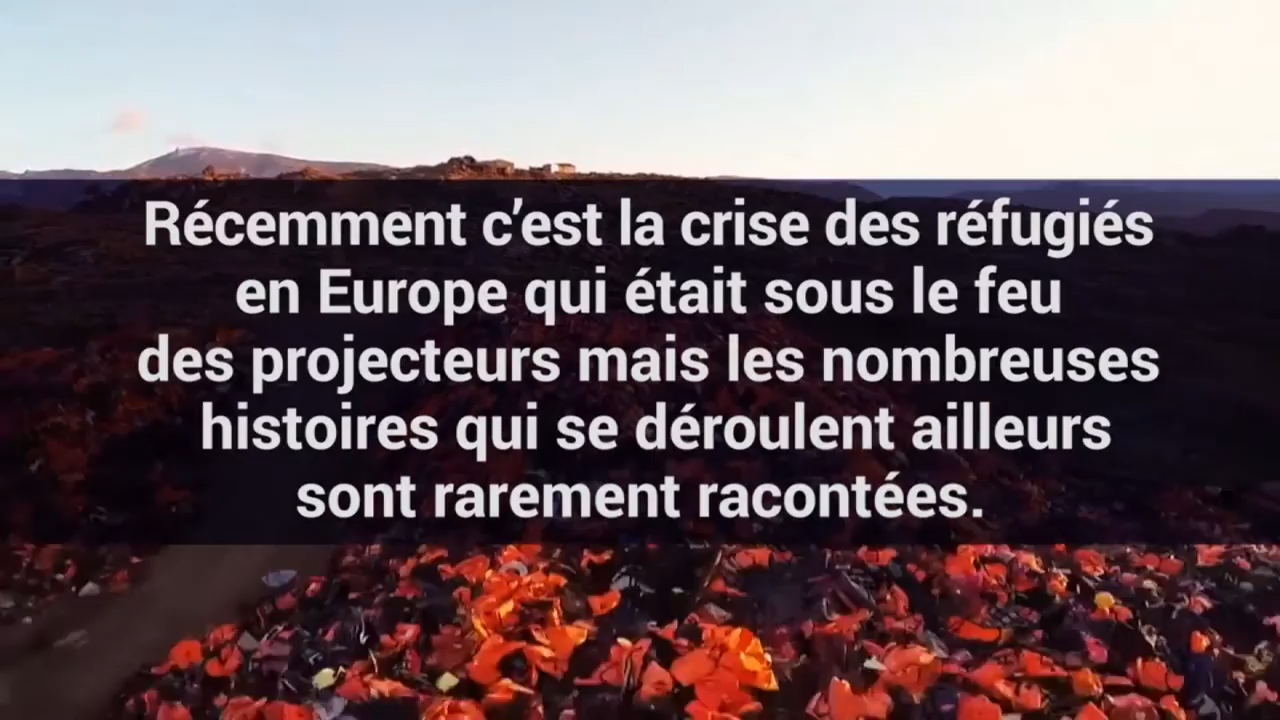 Récemment c'est la crise des réfugiés
en Europe qui était sous le feu
des projecteurs mais les nombreuses
histoires qui se déroulent ailleurs
sont rarement racontées.